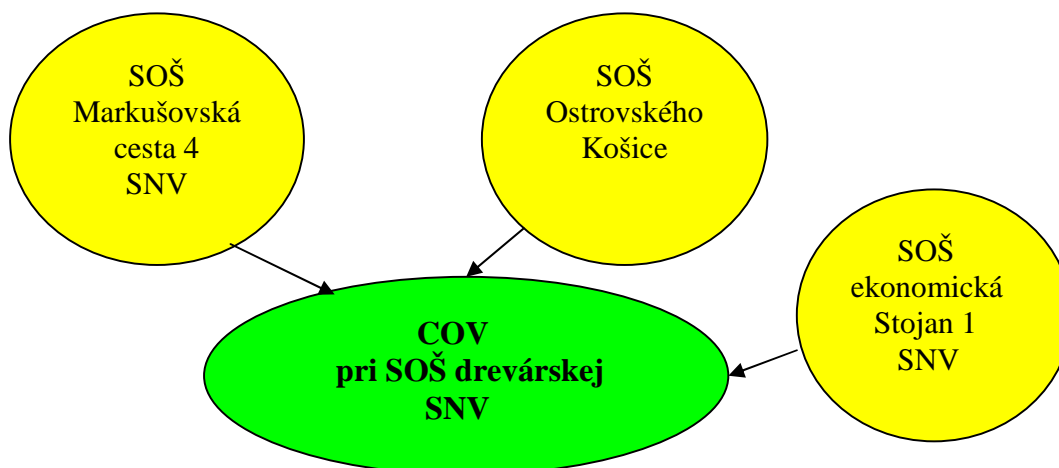 SOŠ
Markušovská
cesta 4
SNV
SOŠ
Ostrovského
Košice
SOŠ
ekonomická
Stojan 1
SNV
COV
pri SOŠ drevárskej
SNV